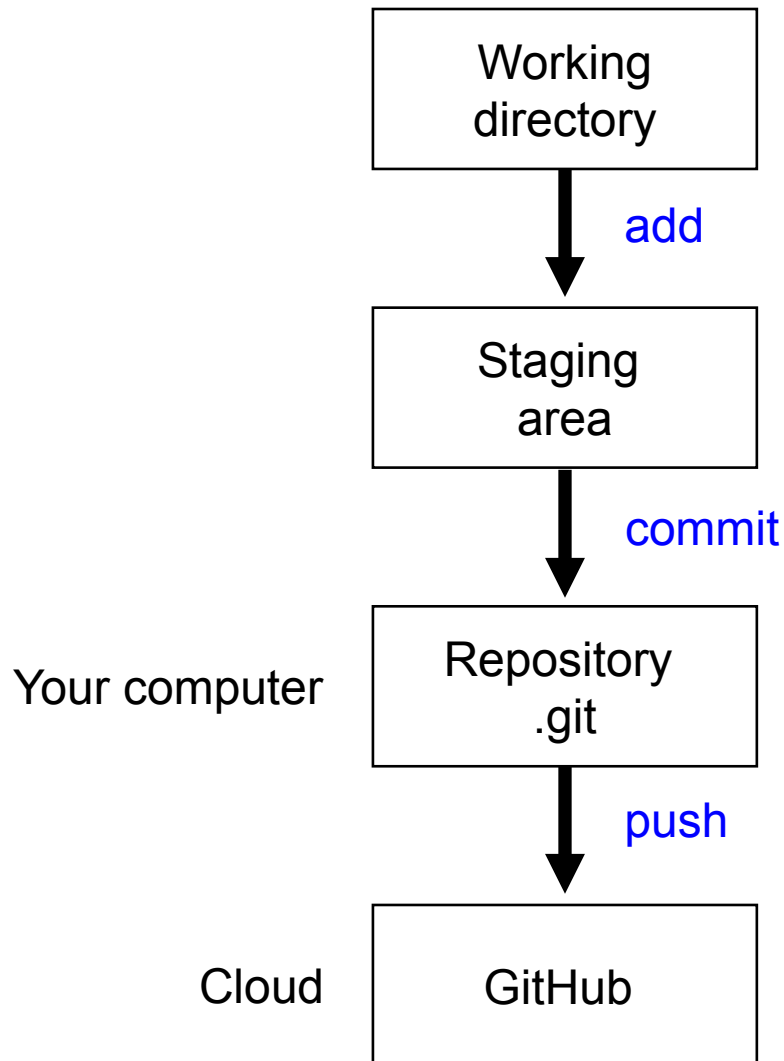 Working
directory
add
Staging
area
commit
Your computer
Repository
.git
push
Cloud
GitHub